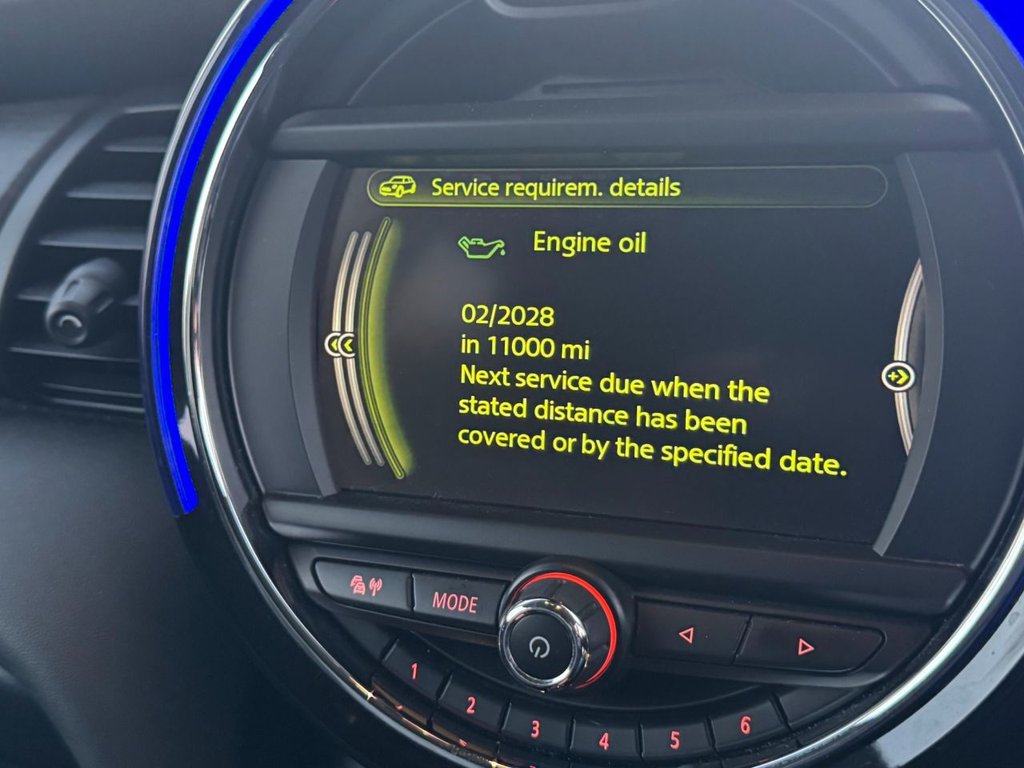 Service requirem. details
Engine oil
02/2028
in 11000 mi
Next service due when the
stated distance has been
covered or by the specified date.
MODE
1
2
3
4
5
6